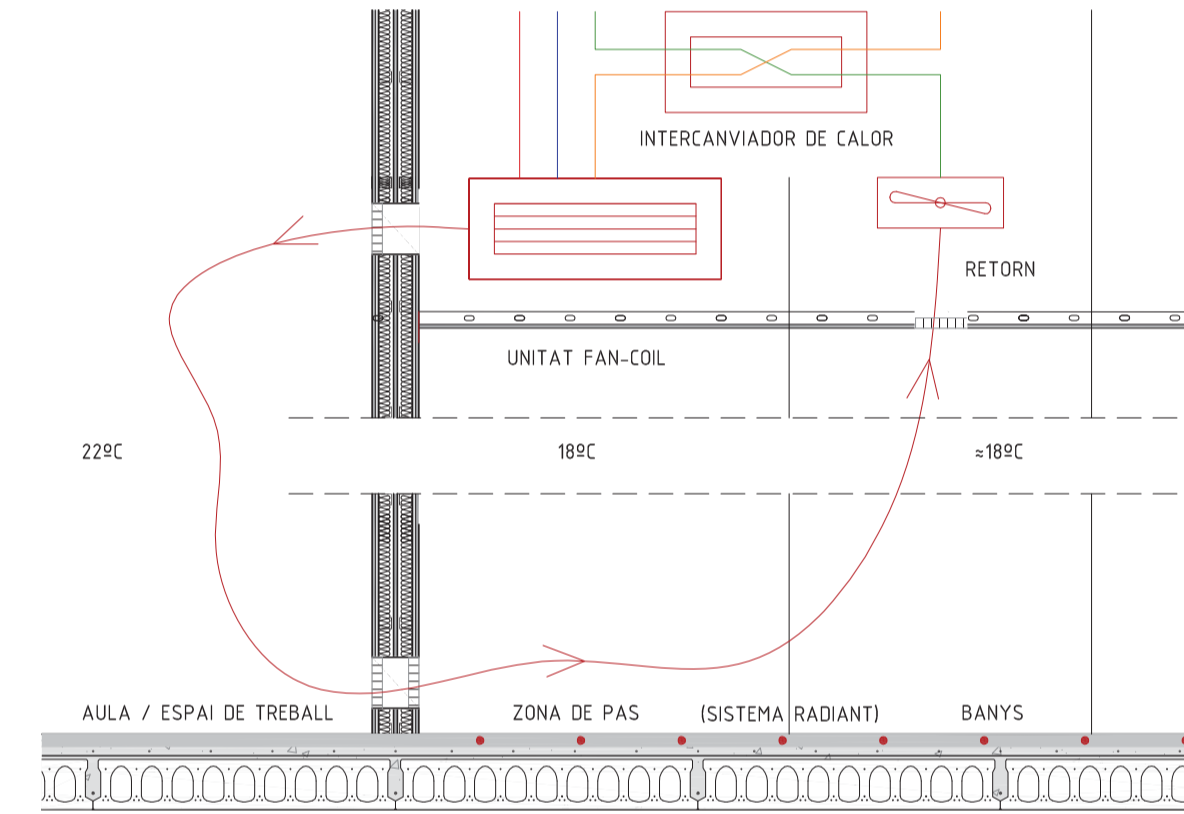 INTERCANVIADOR DE CALOR
RETORN
UNITAT FAN-COIL
22ºC
18ºC
≈18ºC
AULA / ESPAI DE TREBALL
ZONA DE PAS
(SISTEMA RADIANT)
BANYS